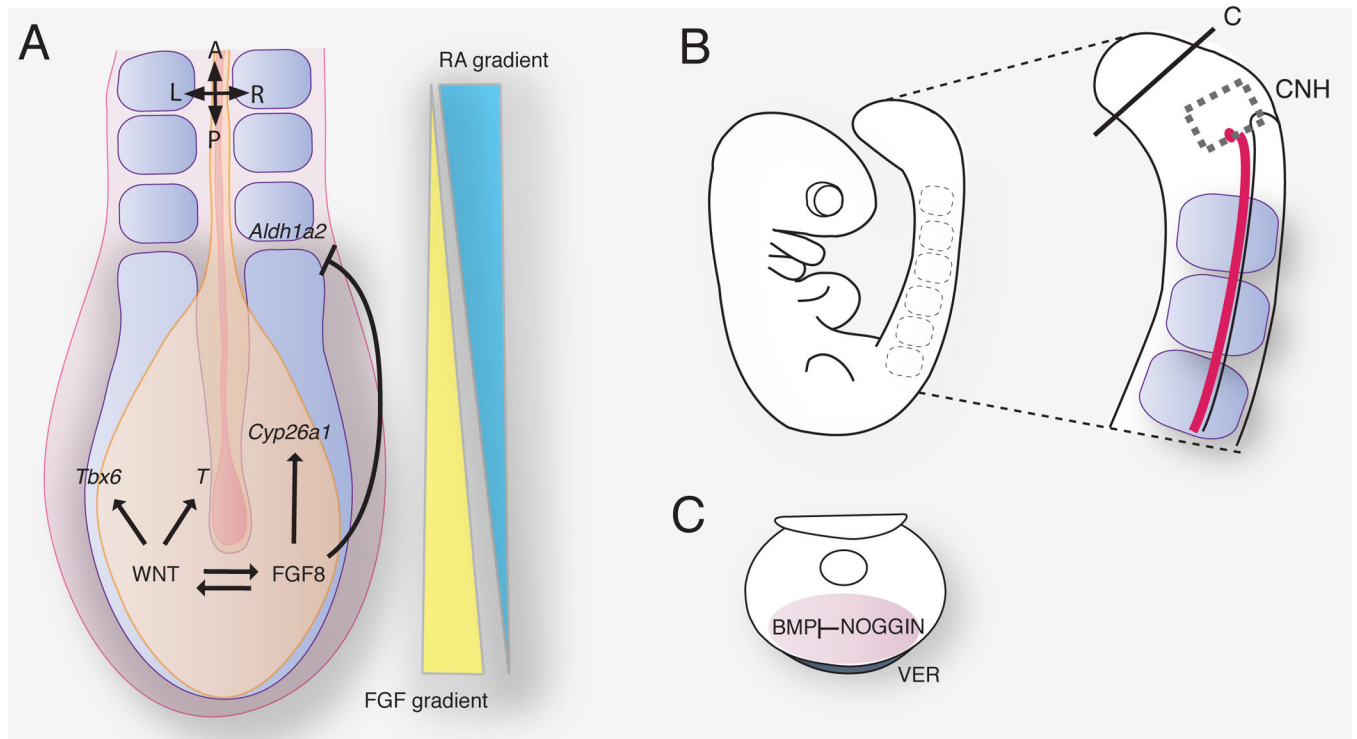 A
A
L
R
P
RA gradient
Aldh1a2
Cyp26a1
Tbx6
T
WNT
FGF8
FGF gradient
B
C
CNH
C
BMP
NOGGIN
VER